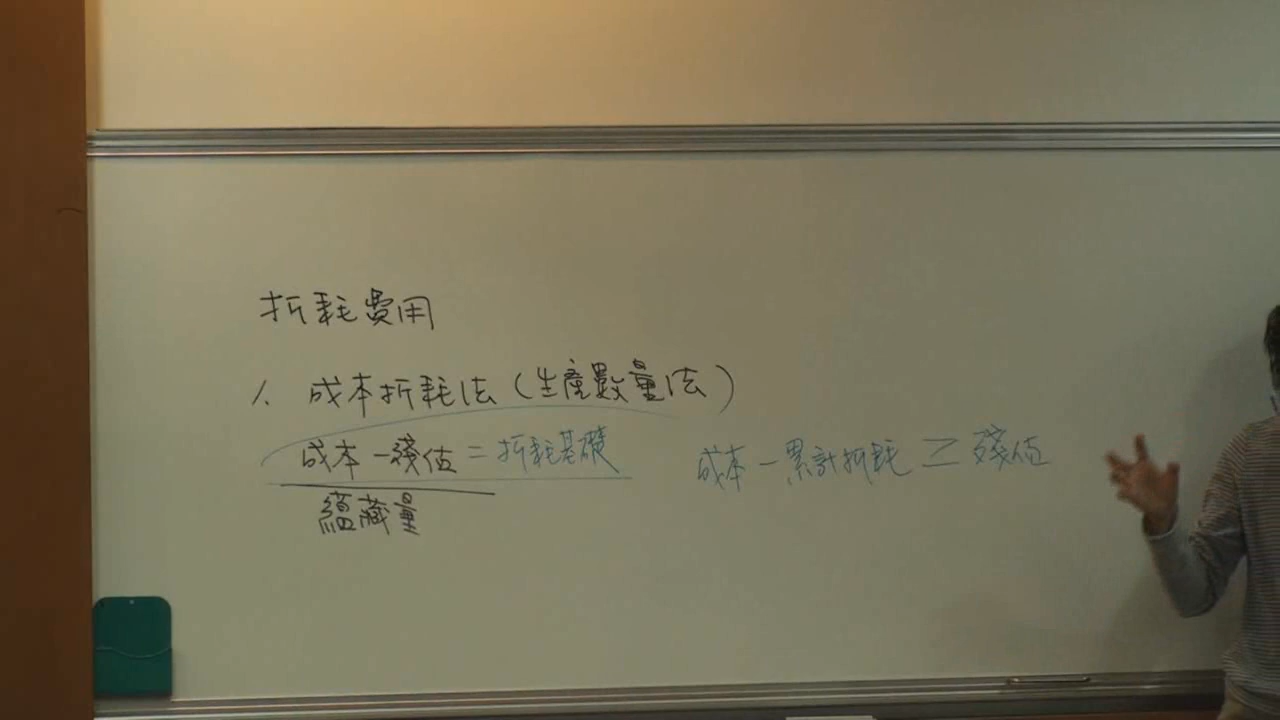 折耗費用
1. 成本折耗法(生產數量法)
成本-殘值=折耗基礎
蘊藏量
成本-累計折耗≥殘值